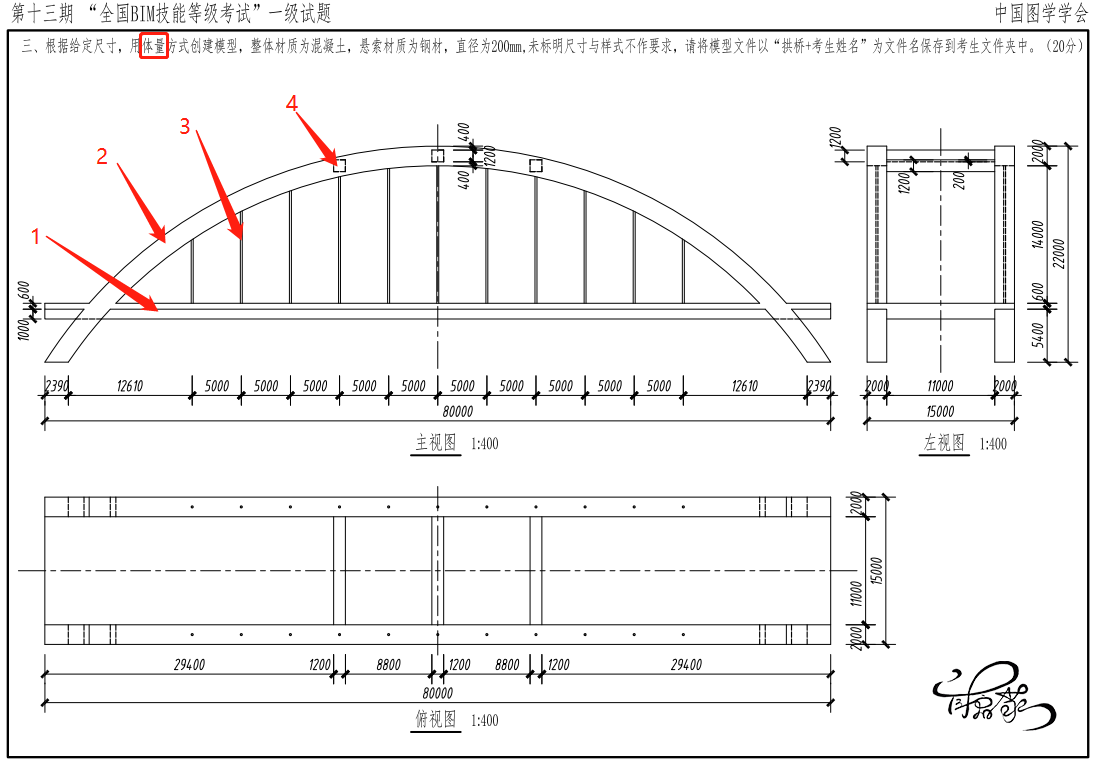 第十三期 “全国BIM技能等级考试”一级试题
中国图学学会
三、根据给定尺寸，用体量方式创建模型，整体材质为混凝土，悬索材质为钢材，直径为200mm,未标明尺寸与样式不作要求，请将模型文件以“拱桥+考生姓名”为文件名保存到考生文件夹中。（20分）
4
3
2
1
400
1200
400
600
1000
2390 12610 5000 5000 5000 5000 5000 5000 5000 5000 5000 5000 12610 2390
80000
主视图 1:400
1200
2000
1200
200
14000
22000
600
5400
2000 11000 2000
15000
左视图 1:400
2000
15000
11000
2000
29400 1200 8800 1200 8800 1200 29400
80000
俯视图 1:400